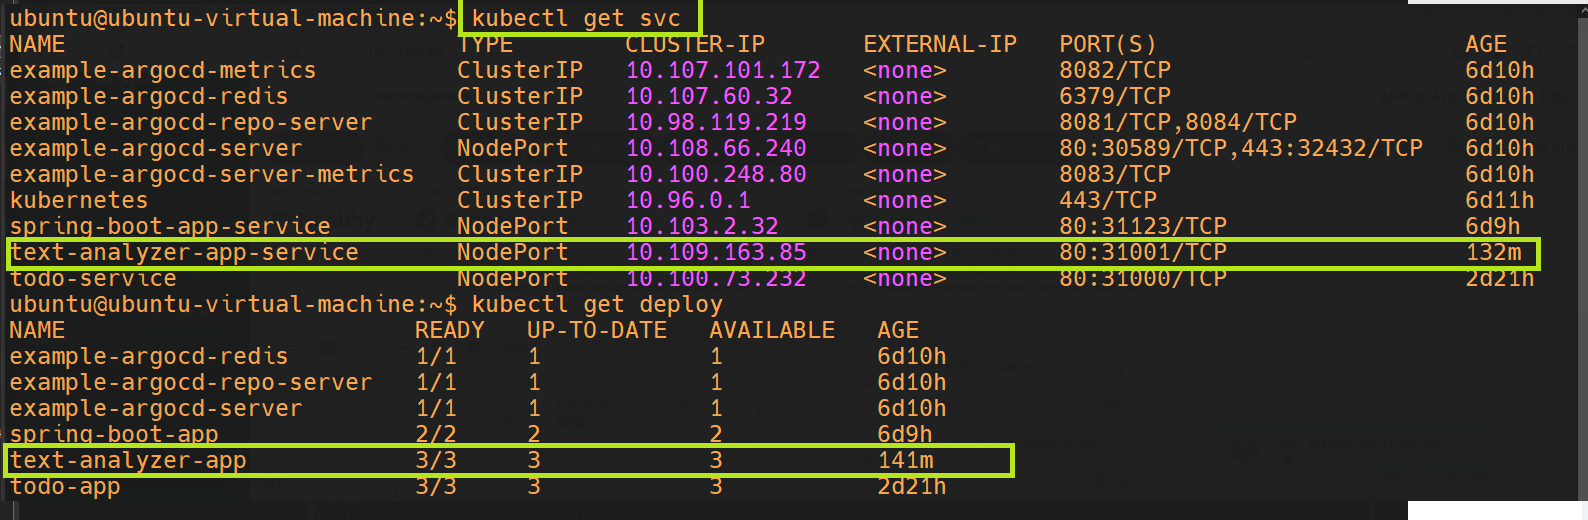 ubuntu@ubuntu-virtual-machine:~$ kubectl get svc
NAME TYPE CLUSTER-IP EXTERNAL-IP PORT(S) AGE
example-argocd-metrics ClusterIP 10.107.101.172 <none> 8082/TCP 6d10h
example-argocd-redis ClusterIP 10.107.60.32 <none> 6379/TCP 6d10h
example-argocd-repo-server ClusterIP 10.98.119.219 <none> 8081/TCP,8084/TCP 6d10h
example-argocd-server NodePort 10.108.66.240 <none> 80:30589/TCP,443:32432/TCP 6d10h
example-argocd-server-metrics ClusterIP 10.100.248.80 <none> 8083/TCP 6d10h
kubernetes ClusterIP 10.96.0.1 <none> 443/TCP 6d11h
spring-boot-app-service NodePort 10.103.2.32 <none> 80:31123/TCP 6d9h
text-analyzer-app-service NodePort 10.109.163.85 <none> 80:31001/TCP 132m
todo-service NodePort 10.100.73.232 <none> 80:31000/TCP 2d21h
ubuntu@ubuntu-virtual-machine:~$ kubectl get deploy
NAME READY UP-TO-DATE AVAILABLE AGE
example-argocd-redis 1/1 1 1 6d10h
example-argocd-repo-server 1/1 1 1 6d10h
example-argocd-server 1/1 1 1 6d10h
spring-boot-app 2/2 2 2 6d9h
text-analyzer-app 3/3 3 3 141m
todo-app 3/3 3 3 2d21h